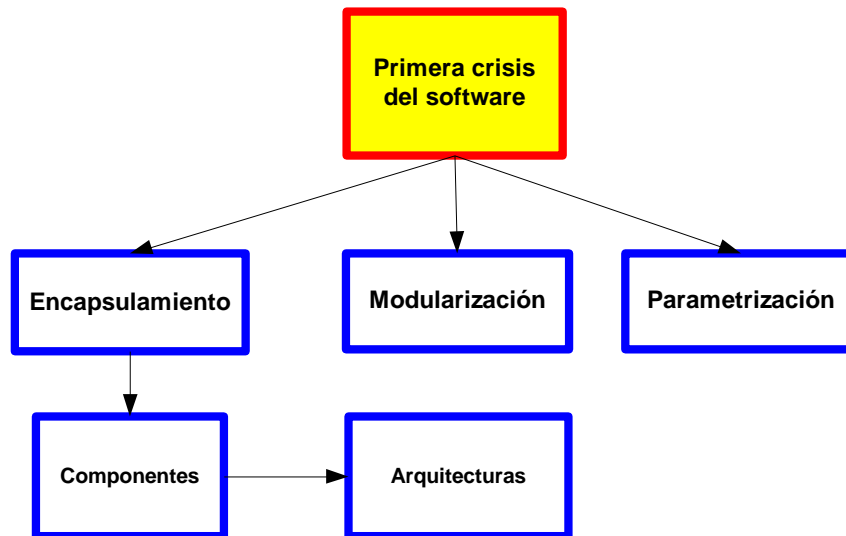 Primera crisis
del software
Encapsulamiento
Modularización
Parametrización
Componentes
Arquitecturas